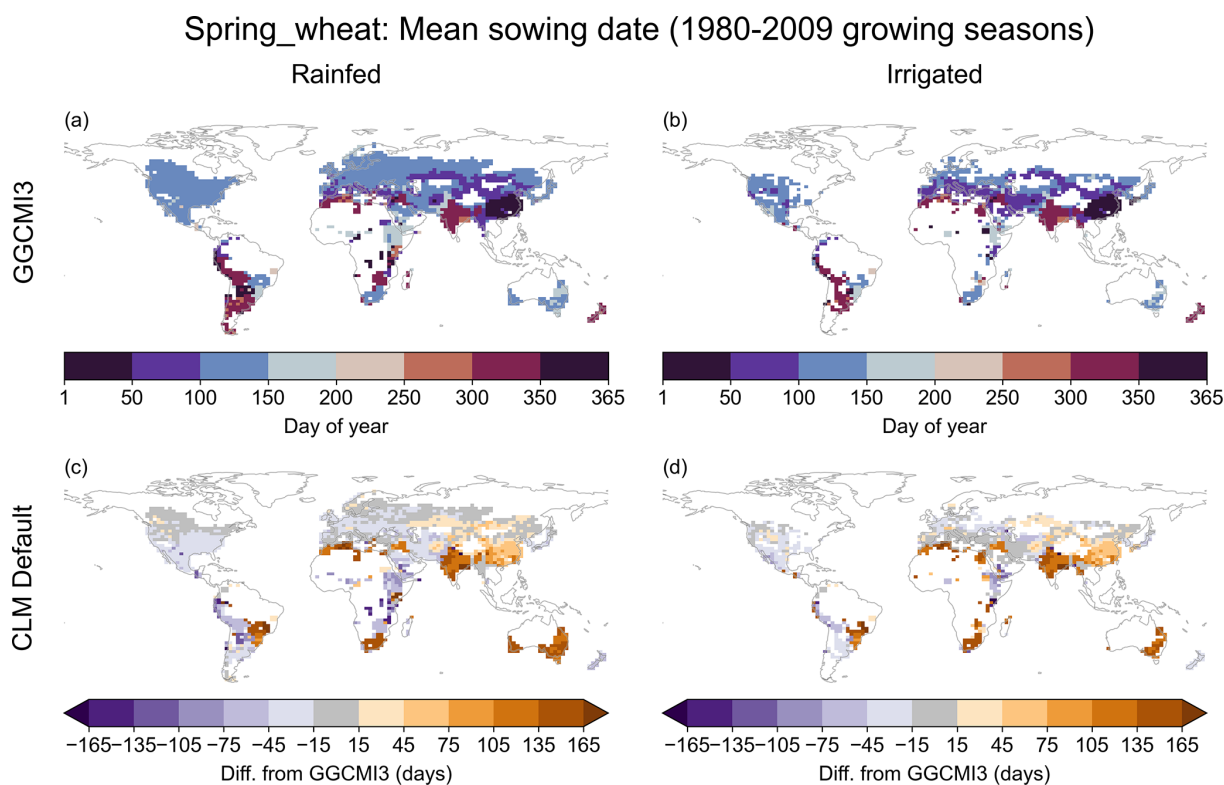 Spring_wheat: Mean sowing date (1980-2009 growing seasons)
Rainfed
Irrigated
GGCMI3
(a)
(b)
1 50 100 150 200 250 300 350 365
Day of year
1 50 100 150 200 250 300 350 365
Day of year
CLM Default
(c)
(d)
−165 −135 −105 −75 −45 −15 15 45 75 105 135 165
Diff. from GGCMI3 (days)
−165 −135 −105 −75 −45 −15 15 45 75 105 135 165
Diff. from GGCMI3 (days)